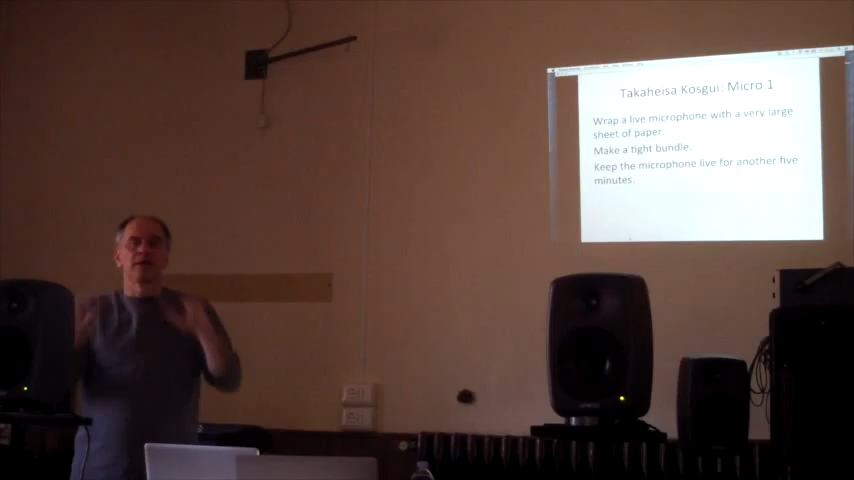 Takaheisa Kosgui: Micro 1
Wrap a live microphone with a very large
sheet of paper.
Make a tight bundle.
Keep the microphone live for another five
minutes.